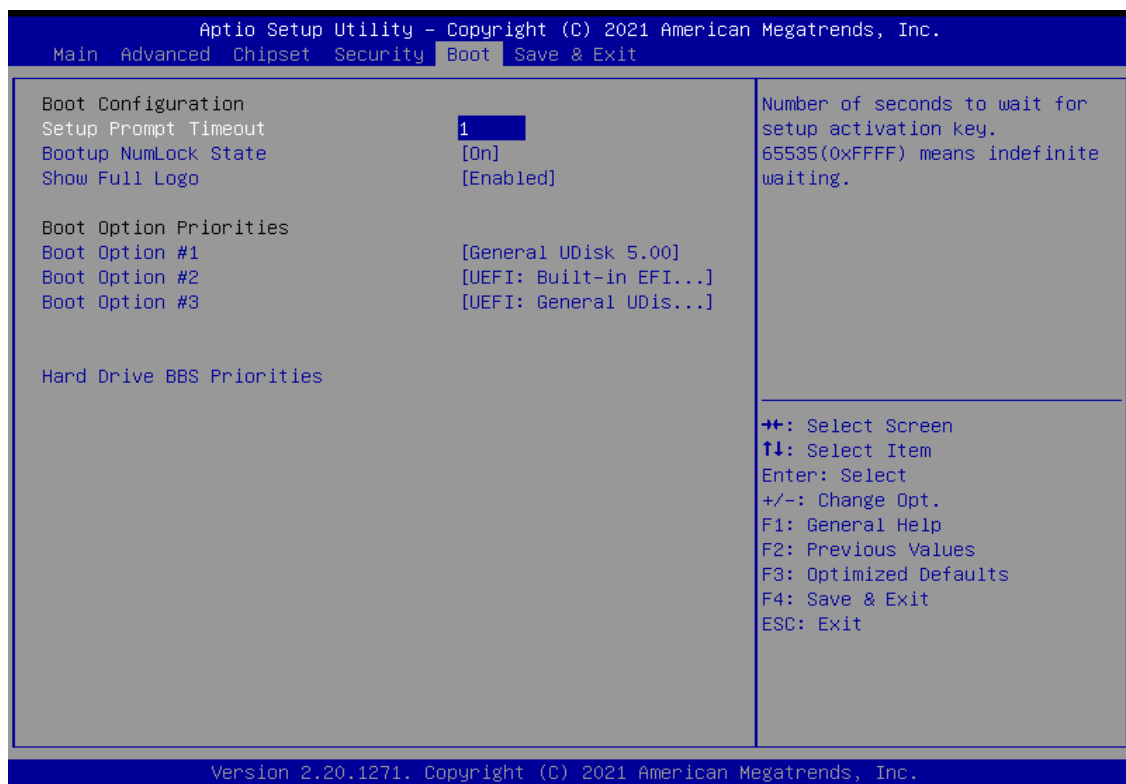 Aptio Setup Utility – Copyright (C) 2021 American Megatrends, Inc.
Main Advanced Chipset Security Boot Save & Exit
Boot Configuration
Setup Prompt Timeout 1
Bootup NumLock State [On]
Show Full Logo [Enabled]
Boot Option Priorities
Boot Option #1 [General UDisk 5.00]
Boot Option #2 [UEFI: Built-in EFI...]
Boot Option #3 [UEFI: General UDis...]
Hard Drive BBS Priorities
Number of seconds to wait for
setup activation key.
65535(0xFFFF) means indefinite
waiting.
→←: Select Screen
↑↓: Select Item
Enter: Select
+/-: Change Opt.
F1: General Help
F2: Previous Values
F3: Optimized Defaults
F4: Save & Exit
ESC: Exit
Version 2.20.1271. Copyright (C) 2021 American Megatrends, Inc.